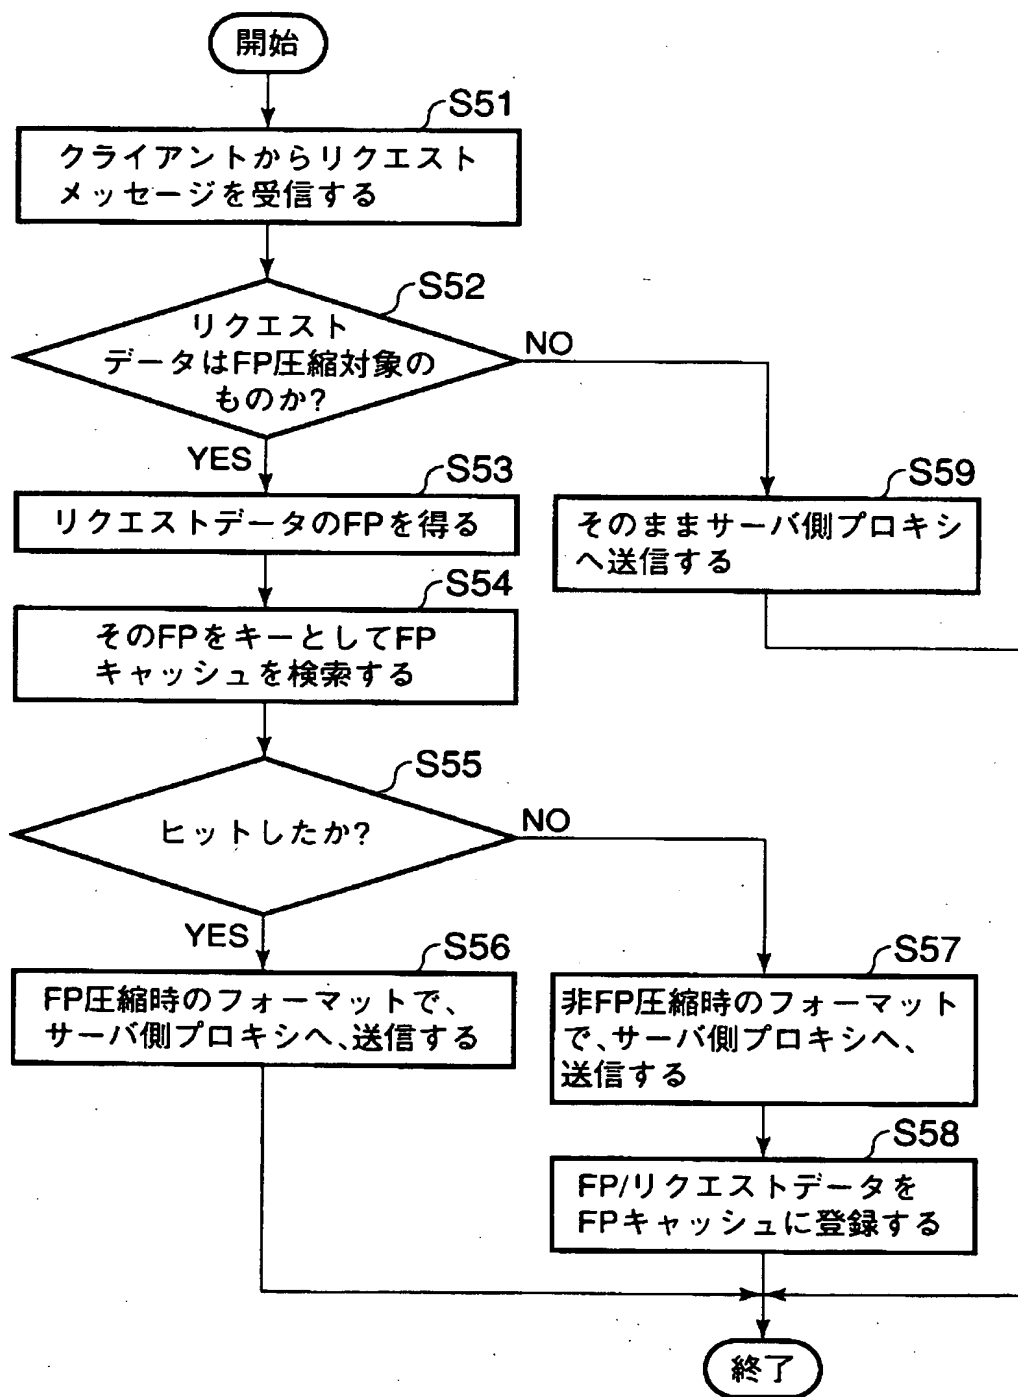 開始
S51
クライアントからリクエスト
メッセージを受信する
S52
リクエスト
データはFP圧縮対象の
ものか?
NO
YES
S53
リクエストデータのFPを得る
S59
そのままサーバ側プロキシ
へ送信する
S54
そのFPをキーとしてFP
キャッシュを検索する
S55
ヒットしたか?
NO
YES
S56
FP圧縮時のフォーマットで、
サーバ側プロキシへ、送信する
S57
非FP圧縮時のフォーマット
で、サーバ側プロキシへ、
送信する
S58
FP/リクエストデータを
FPキャッシュに登録する
終了